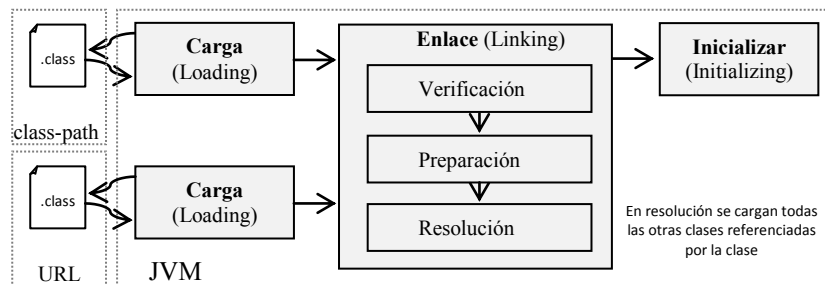 .class
class-path
Carga
(Loading)
Enlace (Linking)
Verificación
Preparación
Resolución
Inicializar
(Initializing)
.class
URL
Carga
(Loading)
JVM
En resolución se cargan todas
las otras clases referenciadas
por la clase